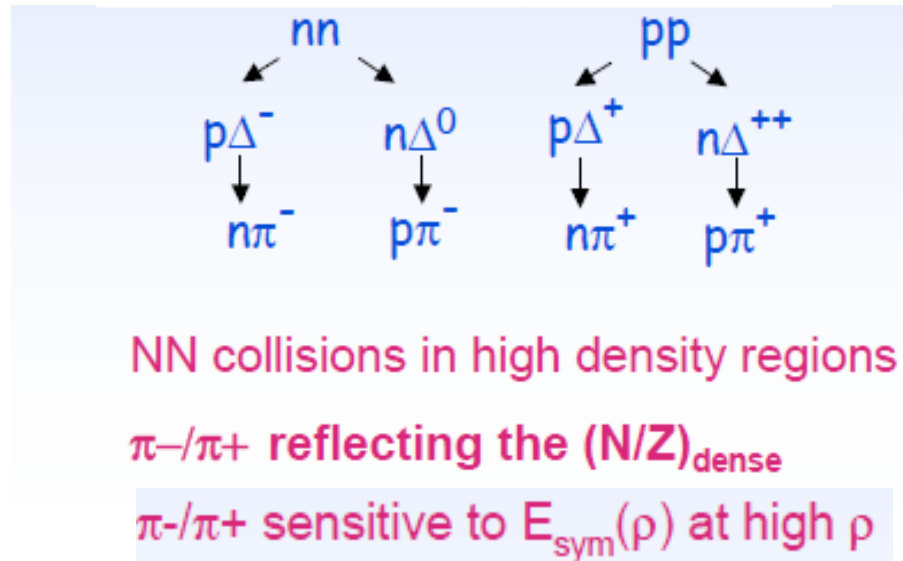 nn pp
pΔ⁻ nΔ⁰ pΔ⁺ nΔ⁺⁺
nπ⁻ pπ⁻ nπ⁺ pπ⁺
NN collisions in high density regions
π–/π+ reflecting the (N/Z)dense
π-/π+ sensitive to Esym(ρ) at high ρ